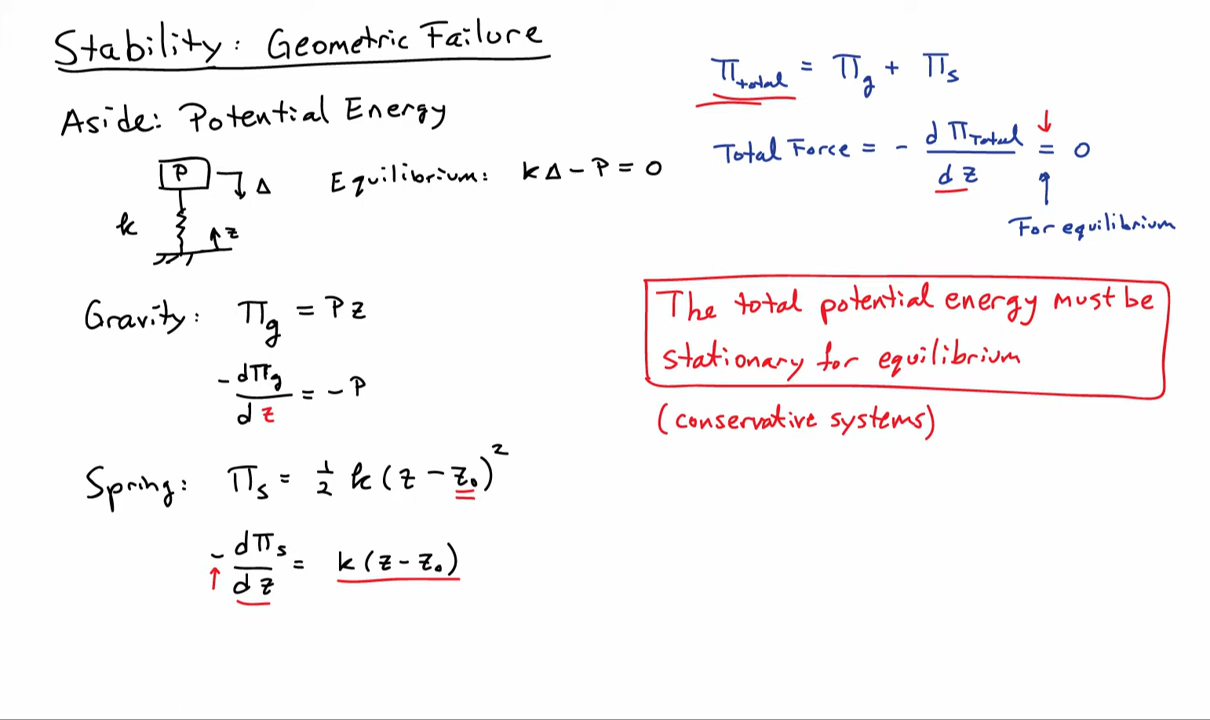 Stability: Geometric Failure
Aside: Potential Energy
P
Δ
k
z
Equilibrium: kΔ - P = 0
Gravity: Π_g = Pz
-dΠ_g/dz = -P
Spring: Π_s = 1/2 k(z - z₀)²
-dΠ_s/dz = k(z - z₀)
Π_total = Π_g + Π_s
Total Force = - dΠ_Total/dz = 0
For equilibrium
The total potential energy must be
stationary for equilibrium
(conservative systems)